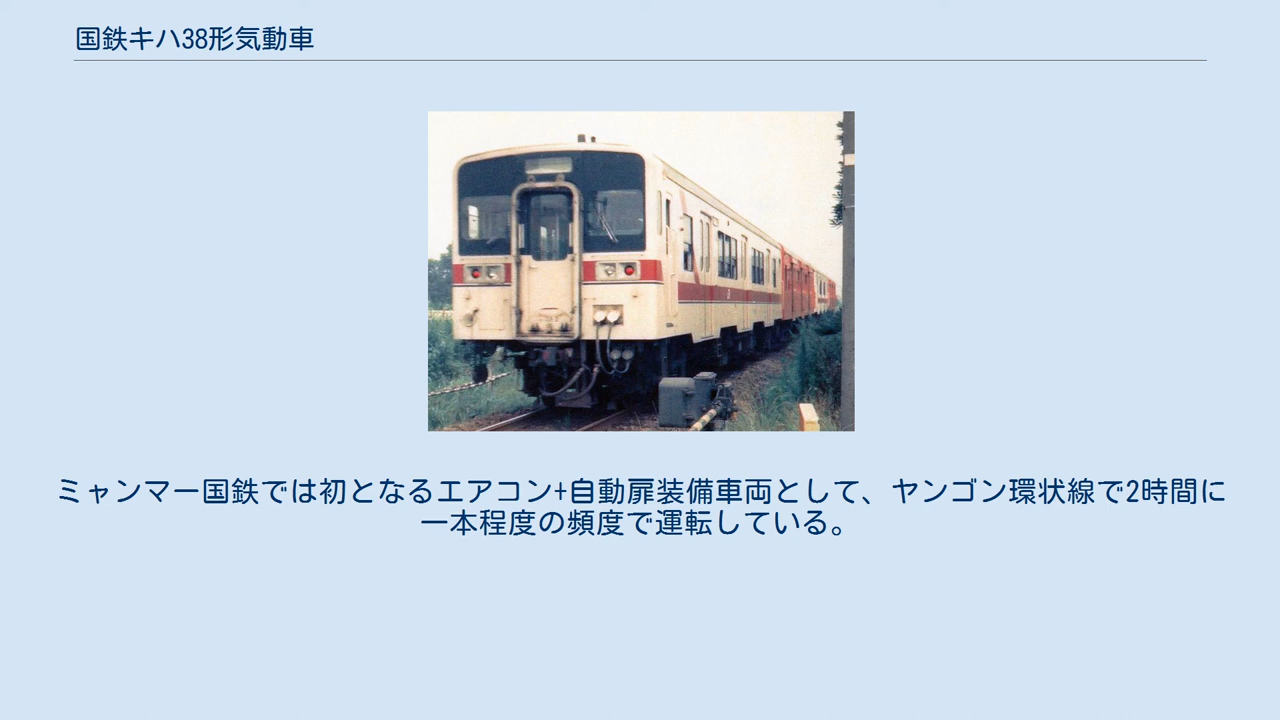 国鉄キハ38形気動車
ミャンマー国鉄では初となるエアコン+自動扉装備車両として、ヤンゴン環状線で2時間に
一本程度の頻度で運転している。